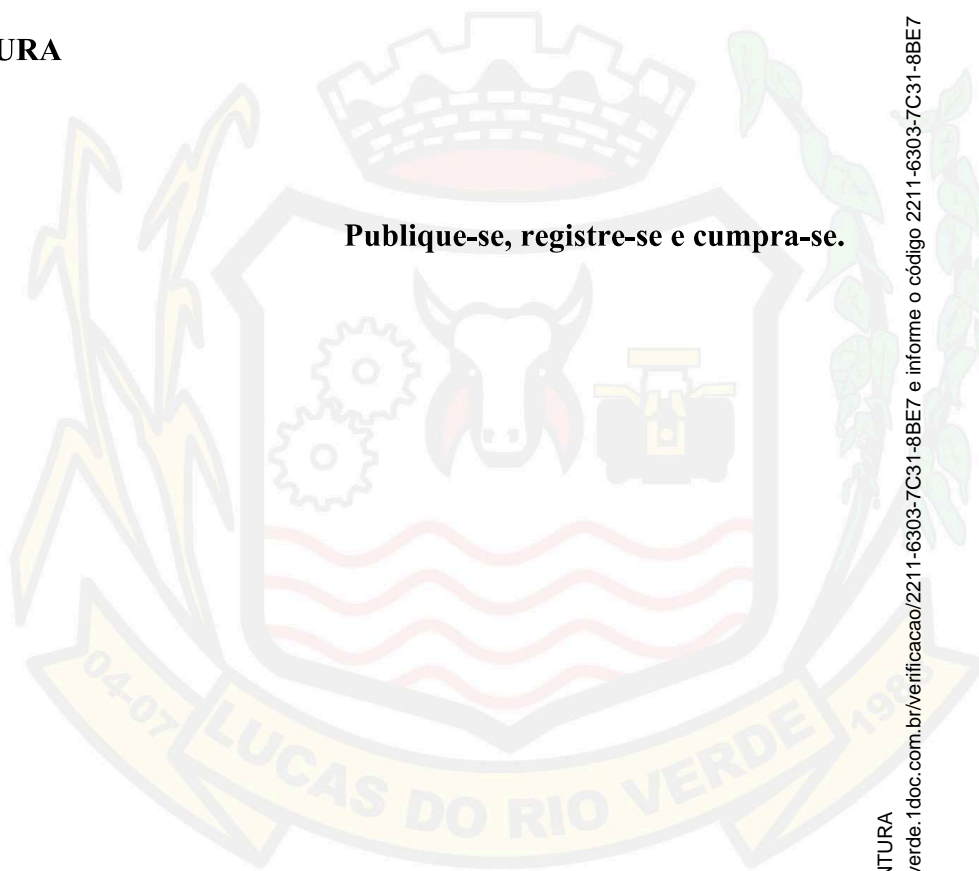 URA
Publique-se, registre-se e cumpra-se.
04-07
LUCAS DO RIO VERDE
NTURA
verde.1doc.com.br/verificacao/2211-6303-7C31-8BE7 e informe o código 2211-6303-7C31-8BE7